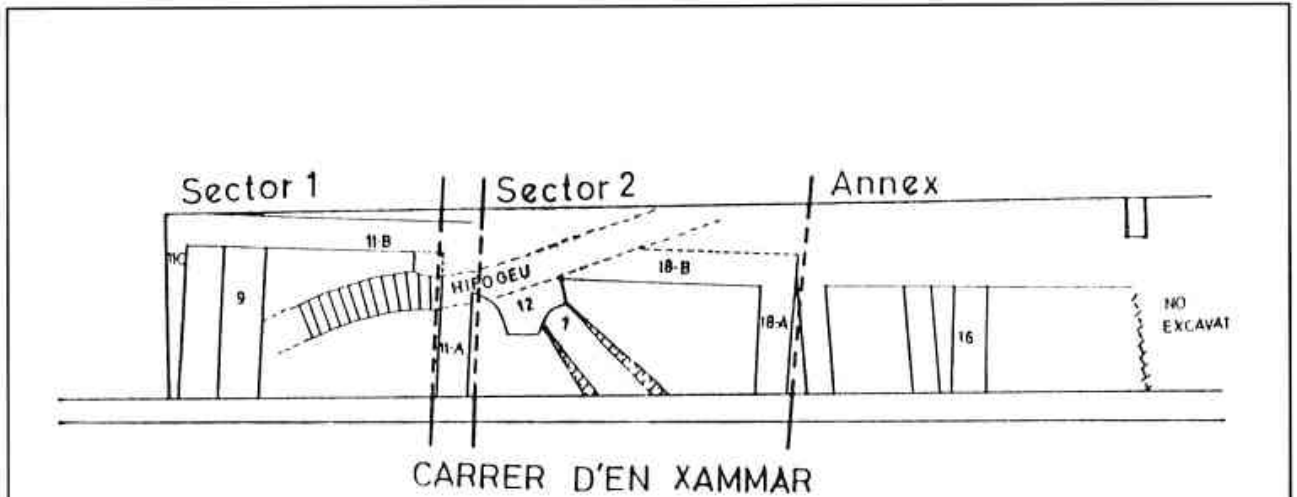 Sector 1
Sector 2
Annex
11-B
11C
9
HIPOGEU
12
7
11-A
18-B
18-A
16
NO
EXCAVAT
CARRER D'EN XAMMAR